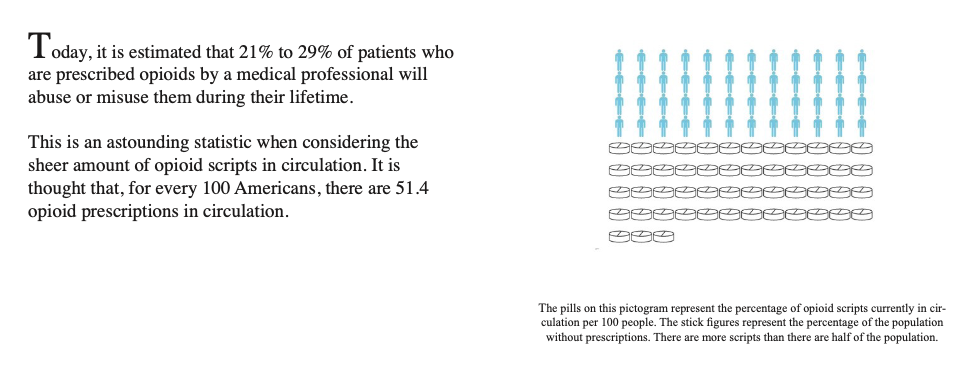 Today, it is estimated that 21% to 29% of patients who
are prescribed opioids by a medical professional will
abuse or misuse them during their lifetime.
This is an astounding statistic when considering the
sheer amount of opioid scripts in circulation. It is
thought that, for every 100 Americans, there are 51.4
opioid prescriptions in circulation.
The pills on this pictogram represent the percentage of opioid scripts currently in cir-
culation per 100 people. The stick figures represent the percentage of the population
without prescriptions. There are more scripts than there are half of the population.